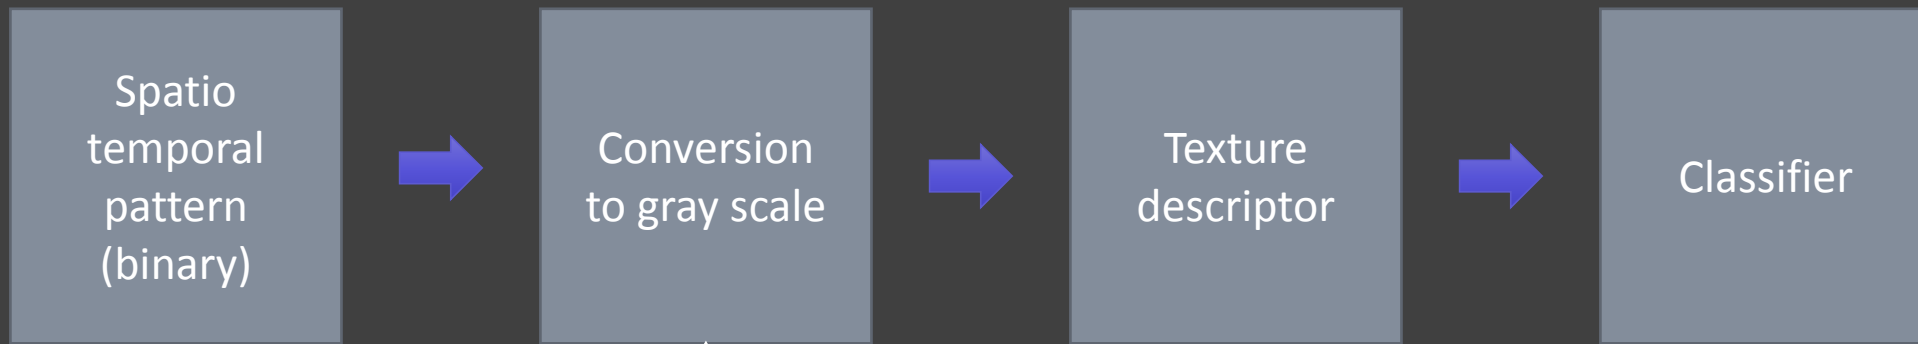 Spatio
temporal
pattern
(binary)
Conversion
to gray scale
Texture
descriptor
Classifier